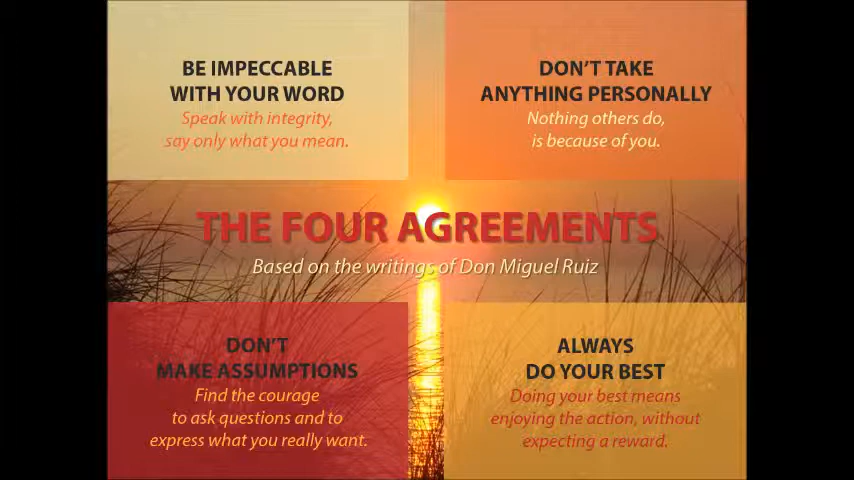 BE IMPECCABLE
WITH YOUR WORD
Speak with integrity,
say only what you mean.
DON'T TAKE
ANYTHING PERSONALLY
Nothing others do,
is because of you.
THE FOUR AGREEMENTS
Based on the writings of Don Miguel Ruiz
DON'T
MAKE ASSUMPTIONS
Find the courage
to ask questions and to
express what you really want.
ALWAYS
DO YOUR BEST
Doing your best means
enjoying the action, without
expecting a reward.